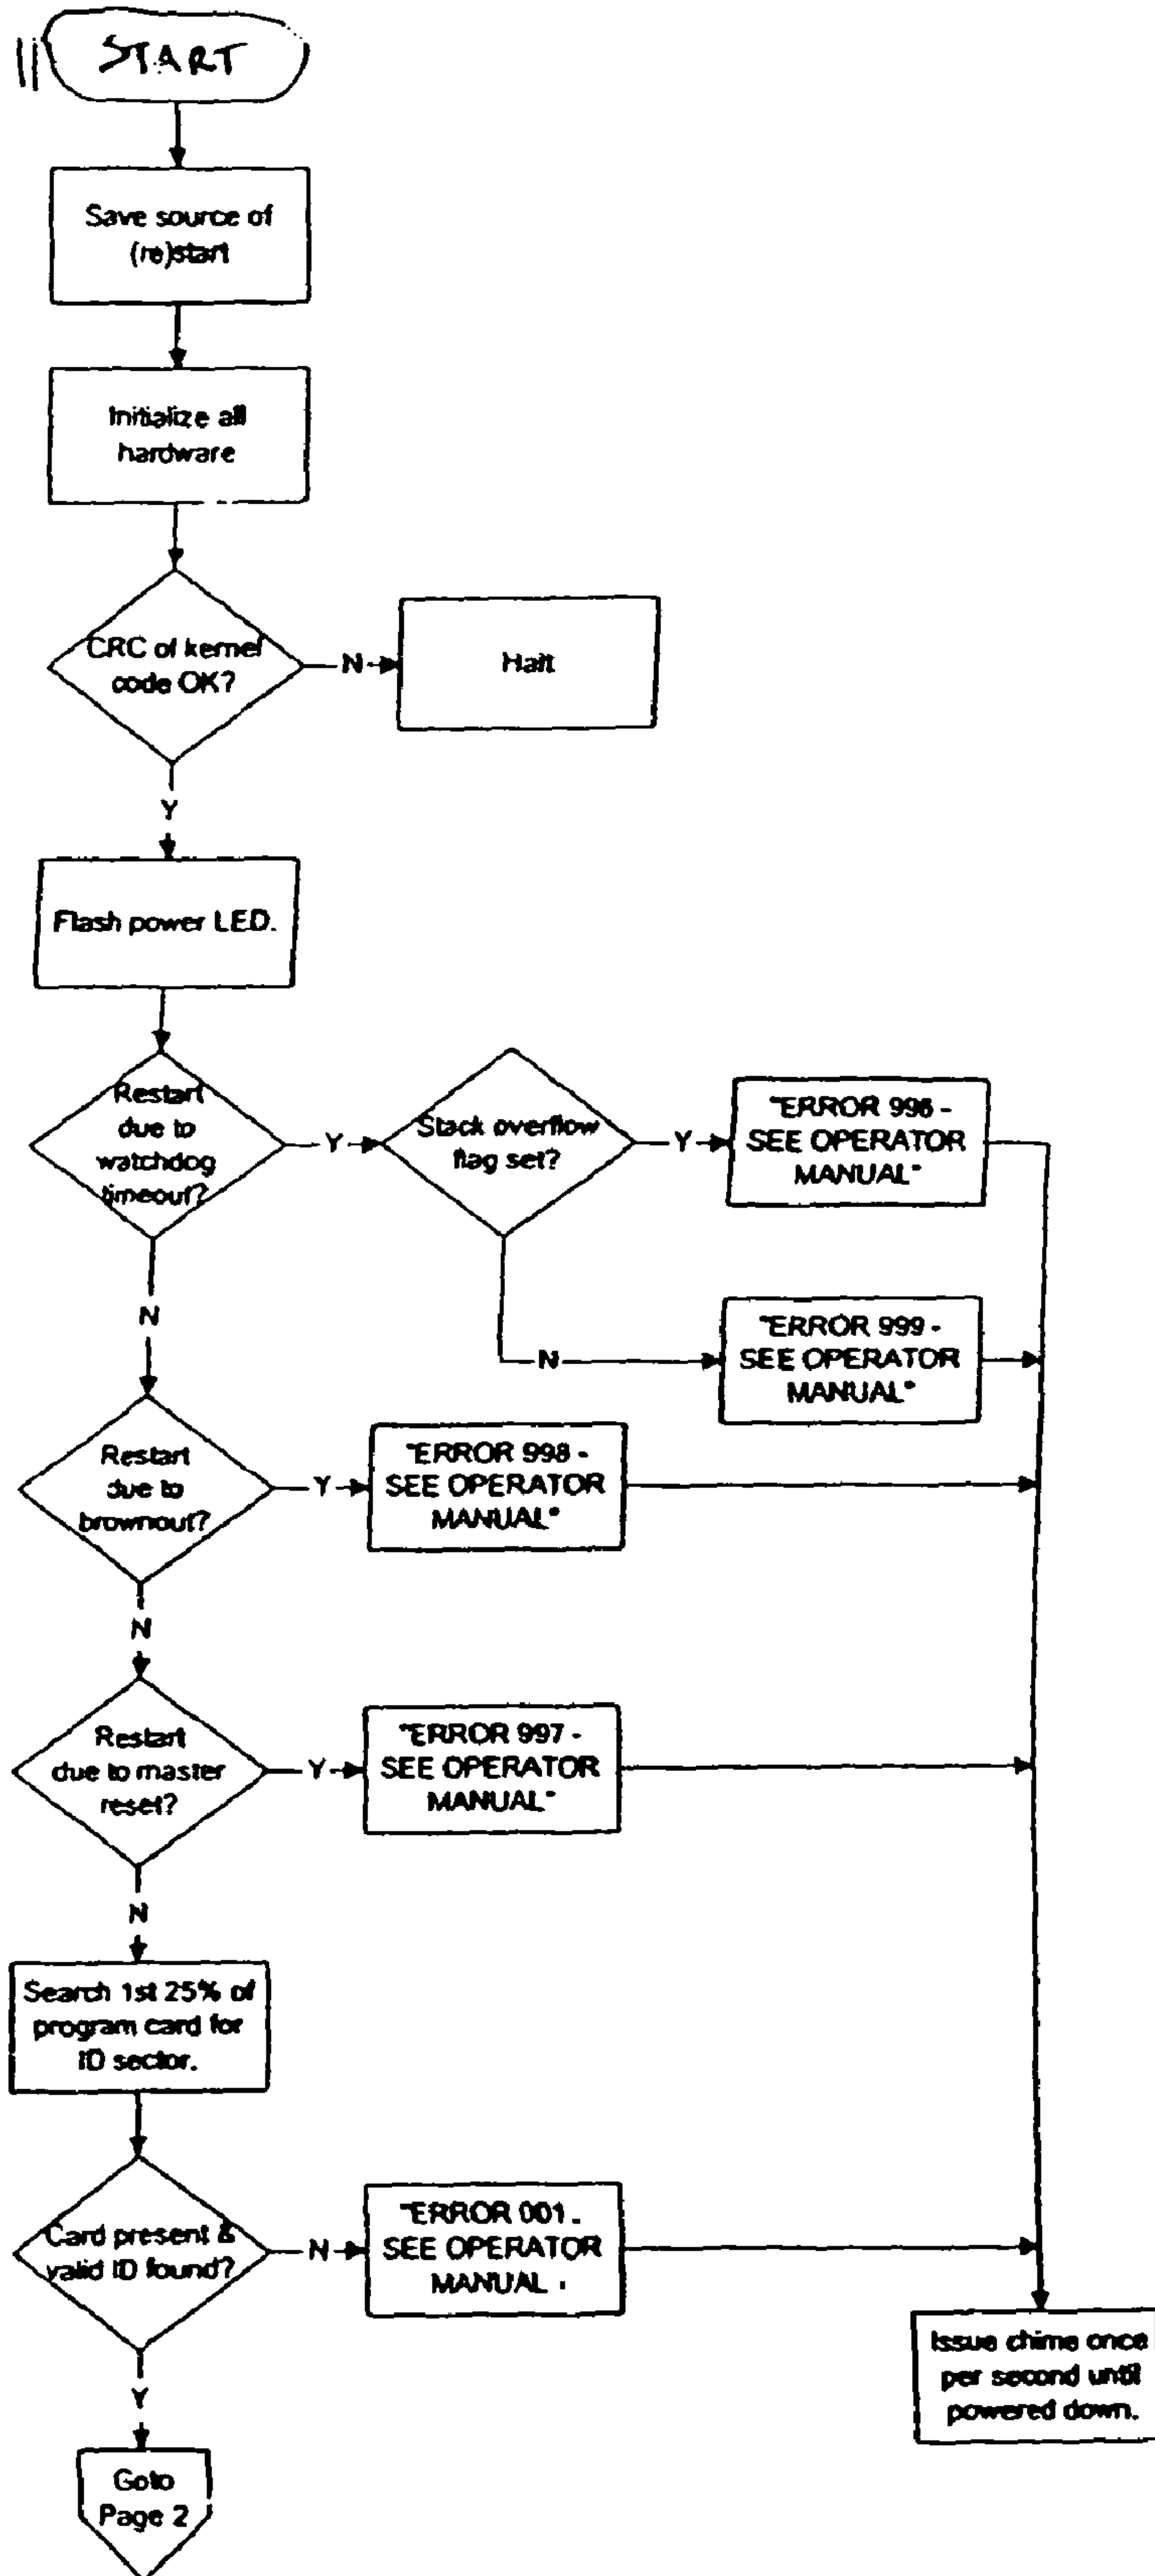 START
Save source of
(re)start
Initialize all
hardware
CRC of kernel
code OK?
N
Halt
Y
Flash power LED.
Restart
due to
watchdog
timeout?
Y
Stack overflow
flag set?
Y
"ERROR 996 -
SEE OPERATOR
MANUAL"
N
N
"ERROR 999 -
SEE OPERATOR
MANUAL"
Restart
due to
brownout?
Y
"ERROR 998 -
SEE OPERATOR
MANUAL"
N
Restart
due to master
reset?
Y
"ERROR 997 -
SEE OPERATOR
MANUAL"
N
Search 1st 25% of
program card for
ID sector.
Card present &
valid ID found?
N
"ERROR 001 -
SEE OPERATOR
MANUAL"
Issue chime once
per second until
powered down.
Y
Goto
Page 2